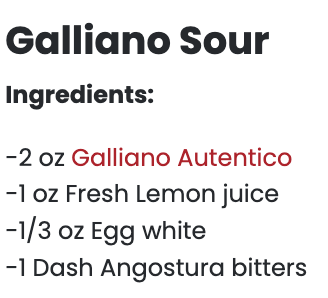 Galliano Sour
Ingredients:
-2 oz Galliano Autentico
-1 oz Fresh Lemon juice
-1/3 oz Egg white
-1 Dash Angostura bitters